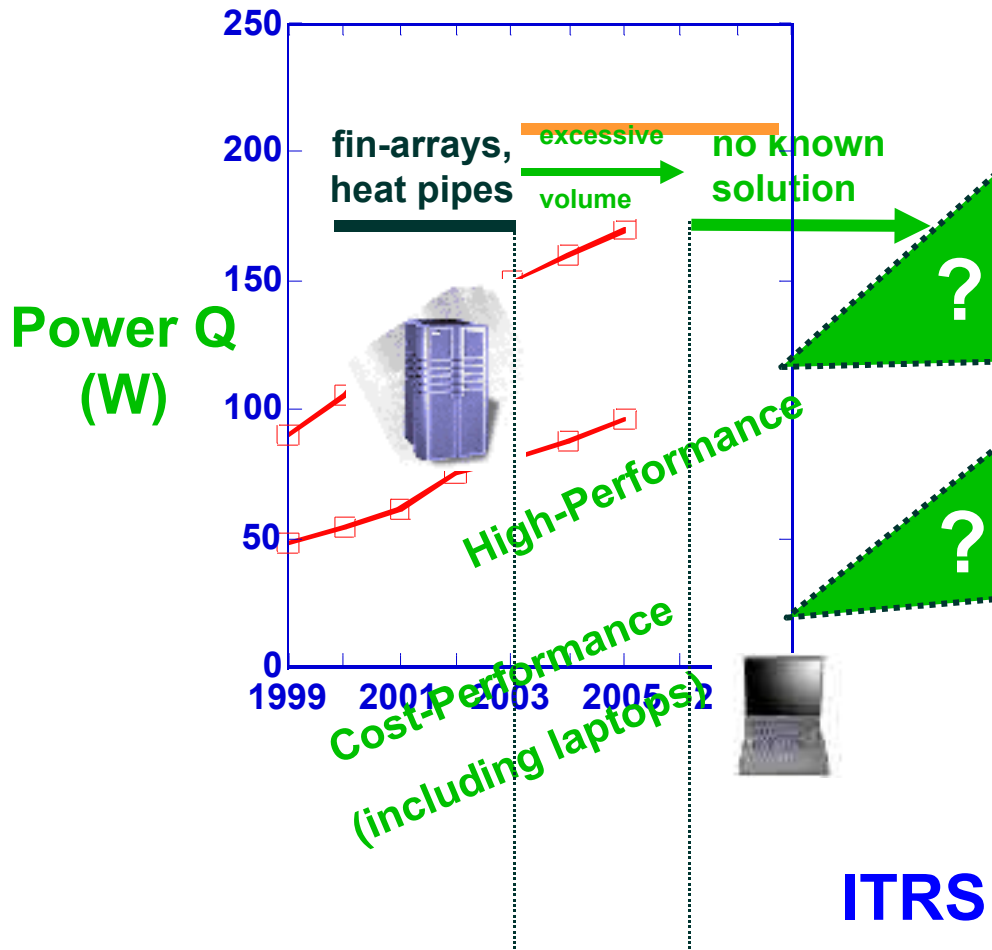 250
200
150
100
50
0
Power Q
(W)
fin-arrays,
heat pipes
excessive
volume
no known
solution
?
?
High-Performance
Cost-Performance
(including laptops)
1999 2001 2003 2005 2
ITRS